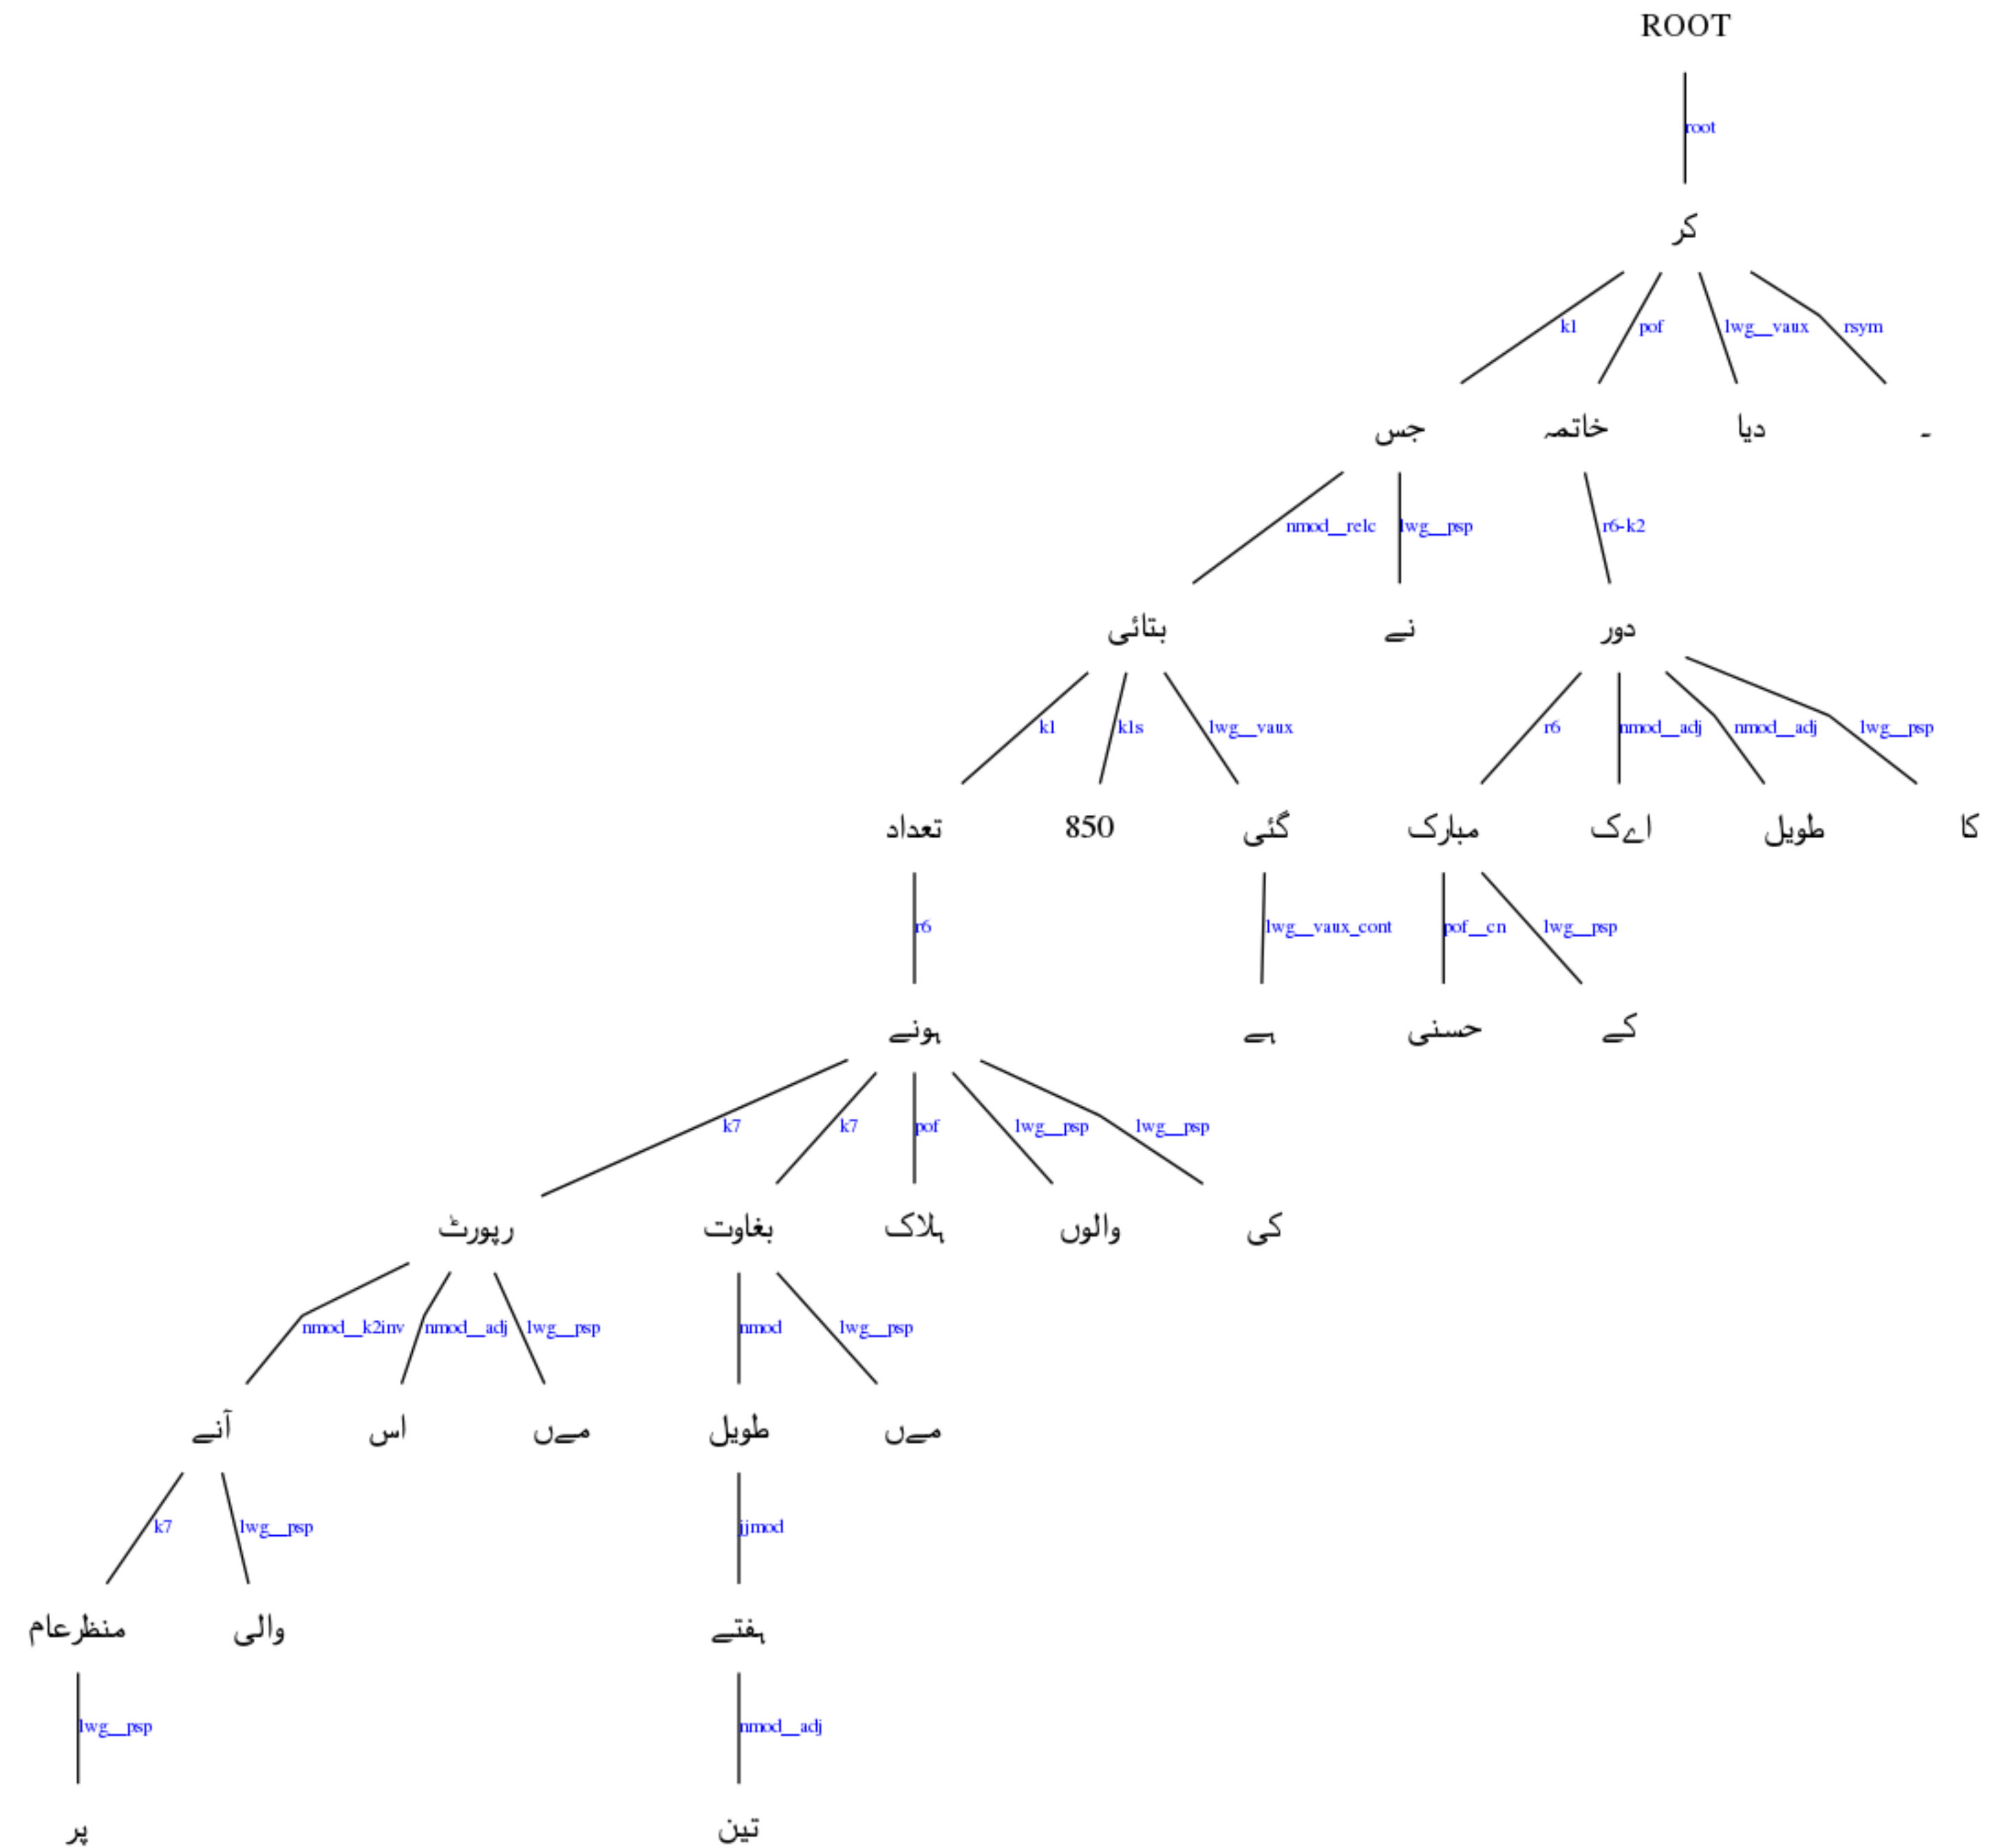 ROOT
root
کر
k1 pof lwg__vaux rsym
جس خاتمہ دیا ۔
nmod__relc lwg__psp r6-k2
بتائی نے دور
k1 k1s lwg__vaux r6 nmod__adj nmod__adj lwg__psp
تعداد 850 گئی مبارک اےک طویل کا
r6 lwg__vaux_cont pof__cn lwg__psp
ہونے ہے حسنی کے
k7 k7 pof lwg__psp lwg__psp
رپورٹ بغاوت ہلاک والوں کی
nmod__k2inv nmod__adj lwg__psp nmod lwg__psp
آنے اس مےں طویل مےں
k7 lwg__psp jjmod
منظرعام والی ہفتے
lwg__psp nmod__adj
پر تین